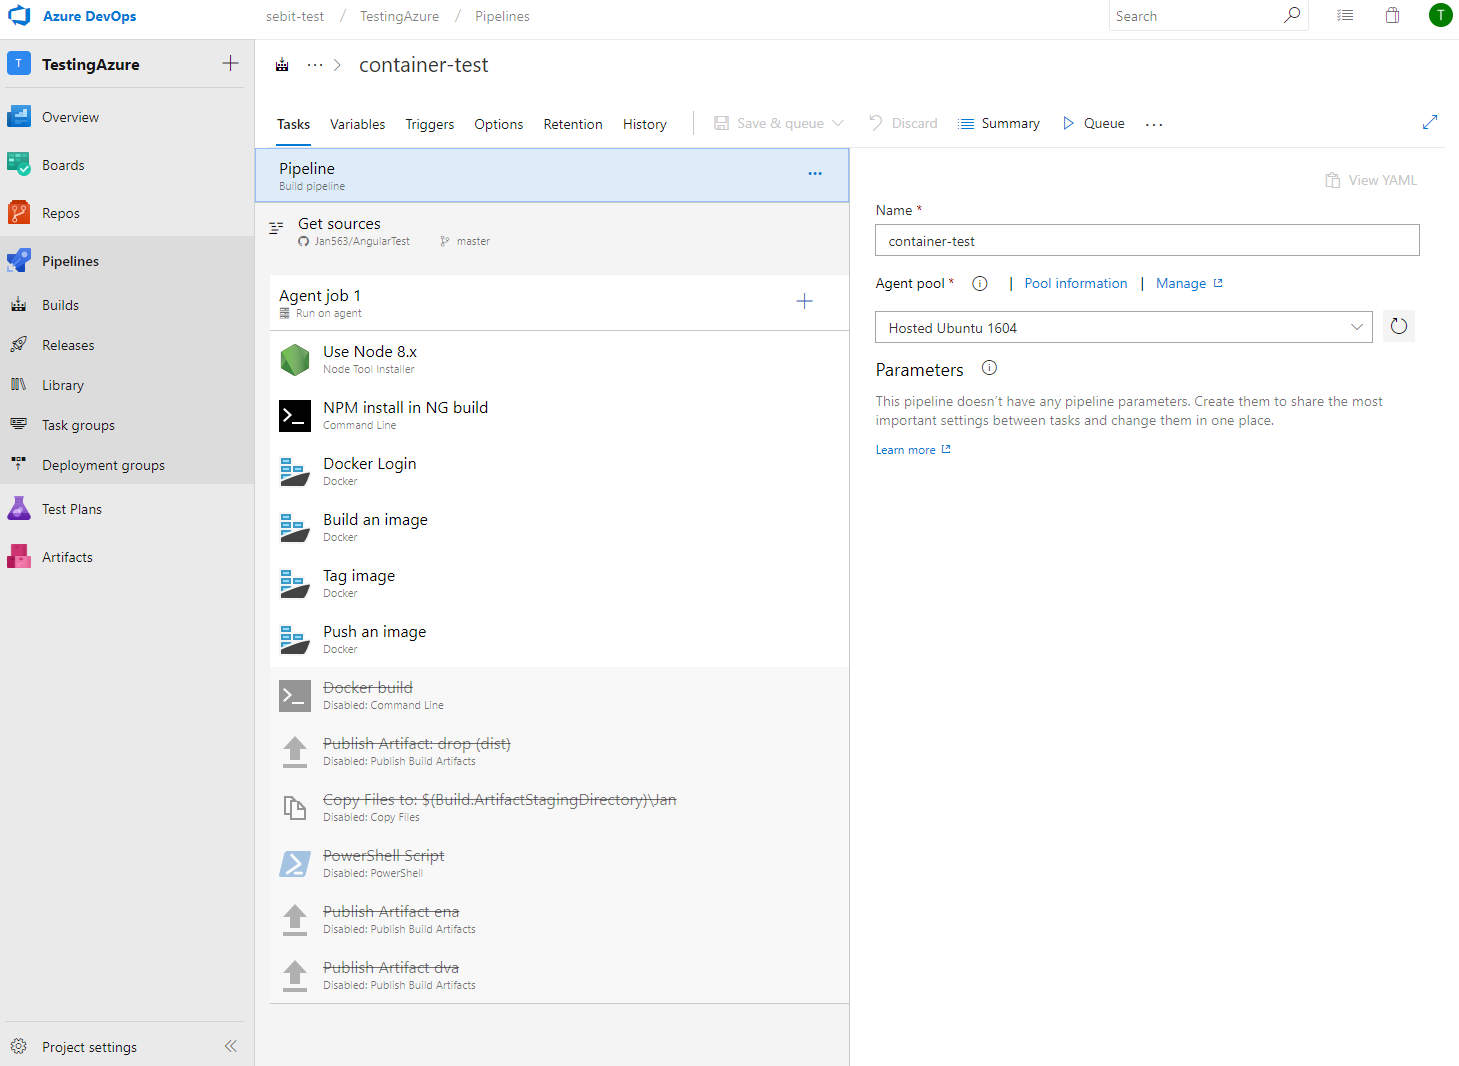 Azure DevOps
sebit-test / TestingAzure / Pipelines
Search
T
T
TestingAzure
Overview
Boards
Repos
Pipelines
Builds
Releases
Library
Task groups
Deployment groups
Test Plans
Artifacts
Project settings
container-test
Tasks Variables Triggers Options Retention History Save & queue Discard Summary Queue
Pipeline
Build pipeline
Get sources
Jan563/AngularTest master
Agent job 1
Run on agent
Use Node 8.x
Node Tool Installer
NPM install in NG build
Command Line
Docker Login
Docker
Build an image
Docker
Tag image
Docker
Push an image
Docker
Docker build
Disabled: Command Line
Publish Artifact: drop (dist)
Disabled: Publish Build Artifacts
Copy Files to: $(Build.ArtifactStagingDirectory)\Jan
Disabled: Copy Files
PowerShell Script
Disabled: PowerShell
Publish Artifact ena
Disabled: Publish Build Artifacts
Publish Artifact dva
Disabled: Publish Build Artifacts
View YAML
Name *
container-test
Agent pool * | Pool information | Manage
Hosted Ubuntu 1604
Parameters
This pipeline doesn't have any pipeline parameters. Create them to share the most
important settings between tasks and change them in one place.
Learn more